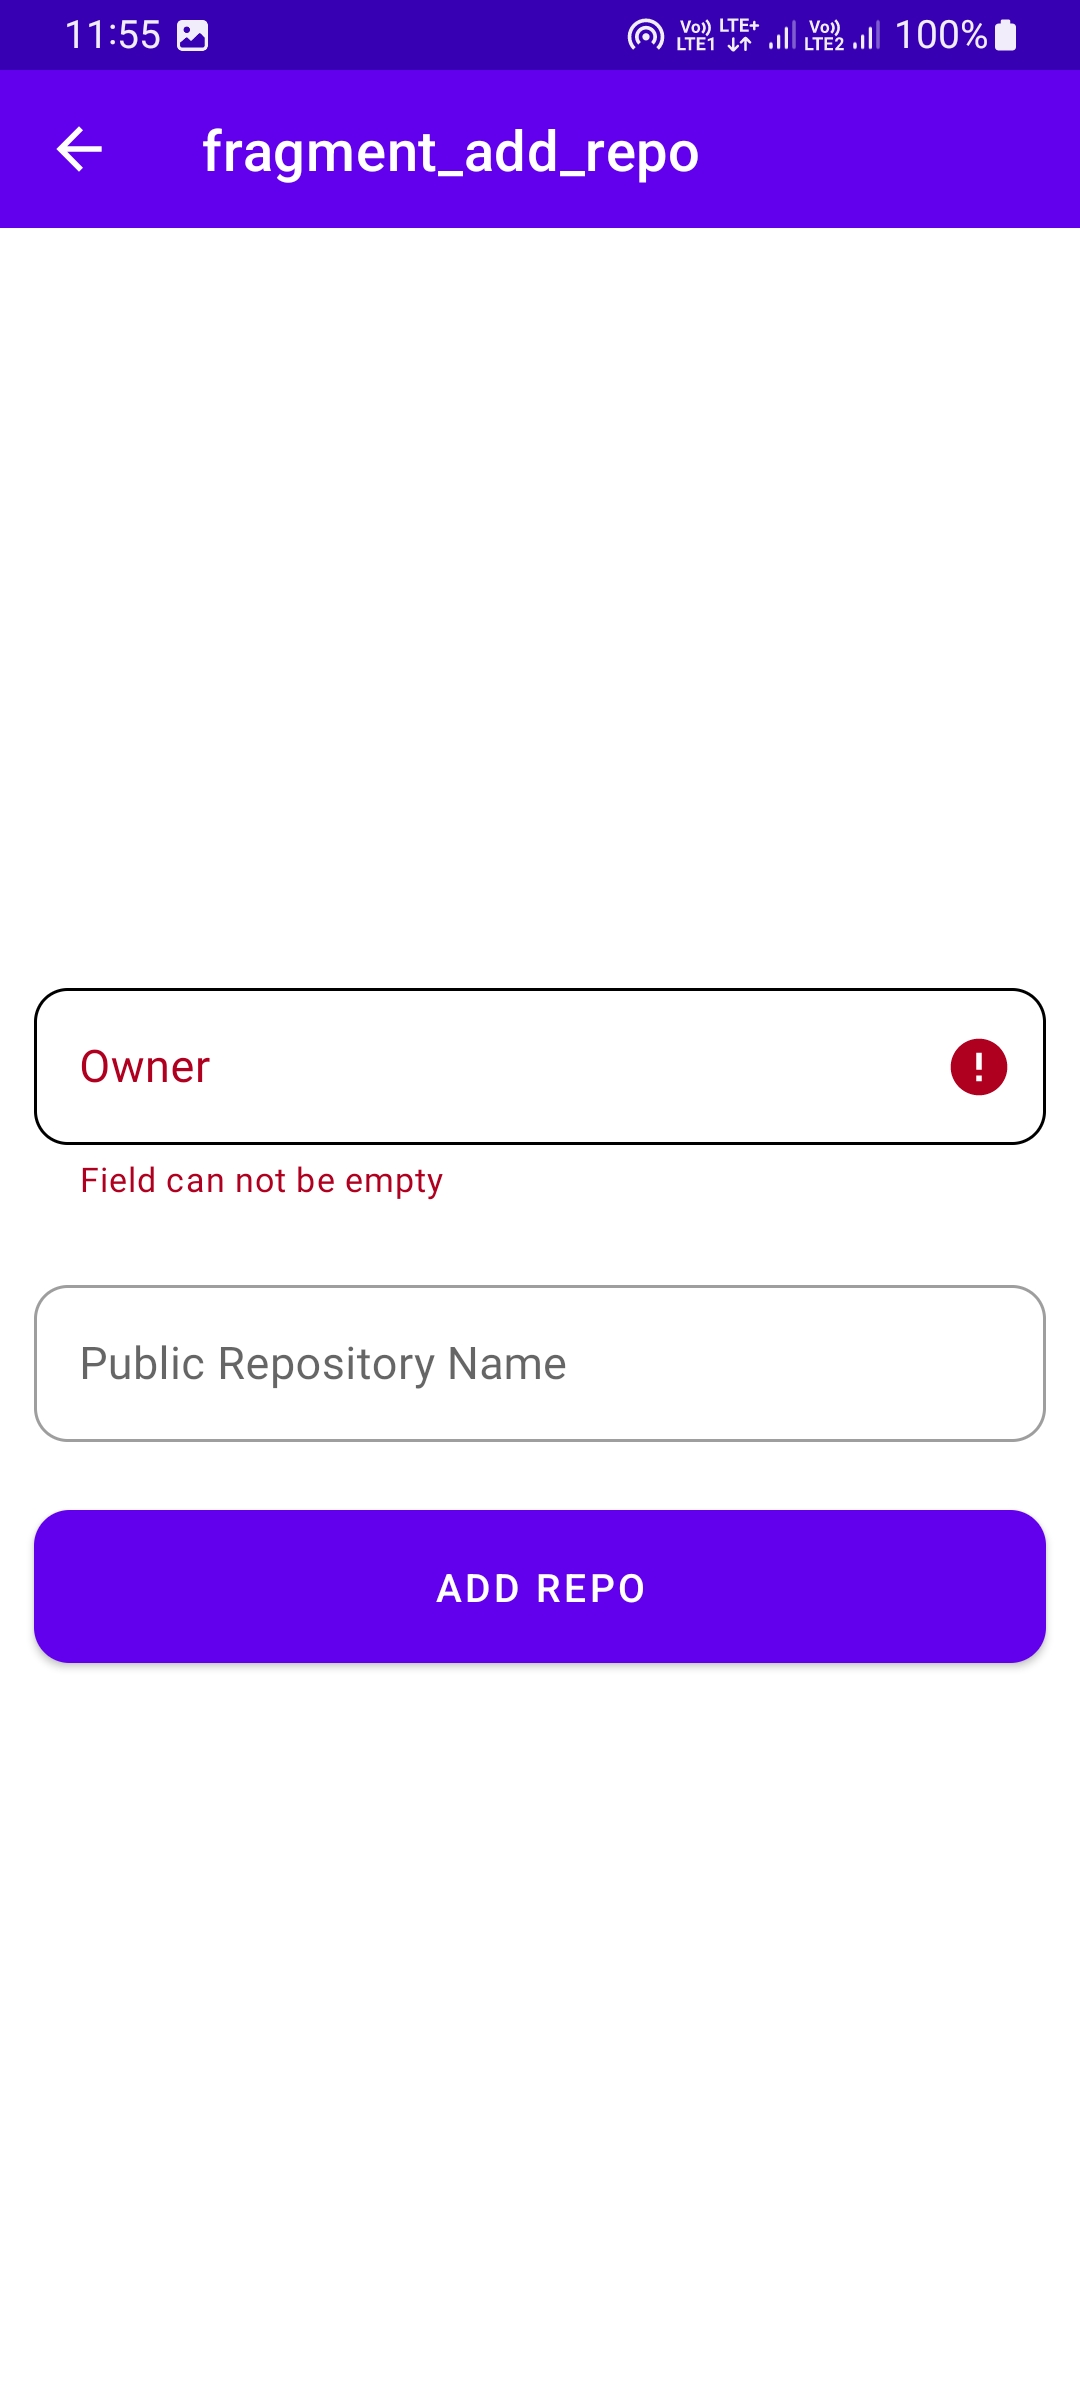 11:55 Vo)) LTE1 LTE+ Vo)) LTE2 100%
fragment_add_repo
Owner
Field can not be empty
Public Repository Name
ADD REPO